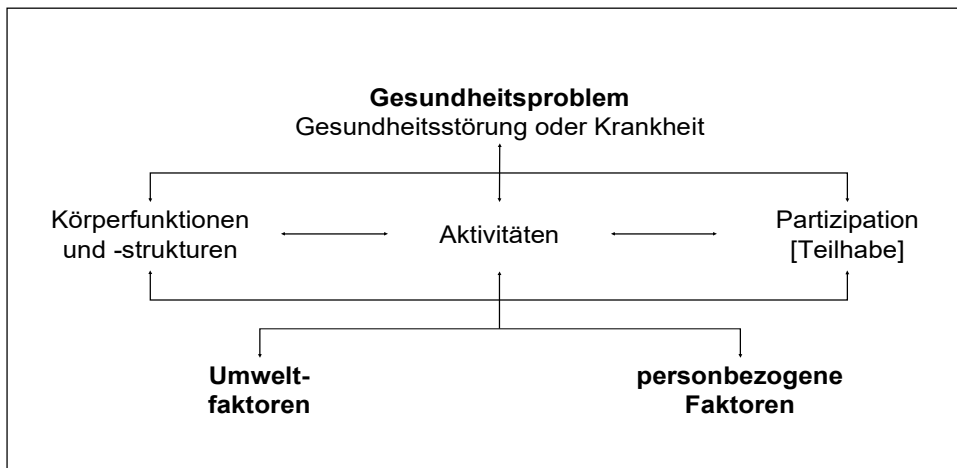 Gesundheitsproblem
Gesundheitsstörung oder Krankheit
Körperfunktionen
und -strukturen
Aktivitäten
Partizipation
[Teilhabe]
Umwelt-
faktoren
personbezogene
Faktoren